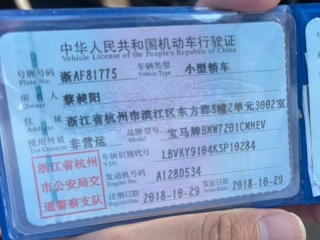 中华人民共和国机动车行驶证
Vehicle License of the People's Republic of China
号牌号码 浙AF81775 车辆类型 小型轿车
Plate No. Vehicle Type
所有人 蔡昶阳
Owner
住址 浙江省杭州市滨江区东方郡8幢2单元3002室
Address
使用性质 非营运 品牌型号 宝马牌BMW7201CMHEV
Use Character Model
浙江省杭州市公安局交通警察支队
车辆识别代号 LBVKY9104KSP10284
VIN
发动机号码 A128D534
Engine No.
注册日期 2018-10-29 发证日期 2018-10-29
Register Date Issue Date